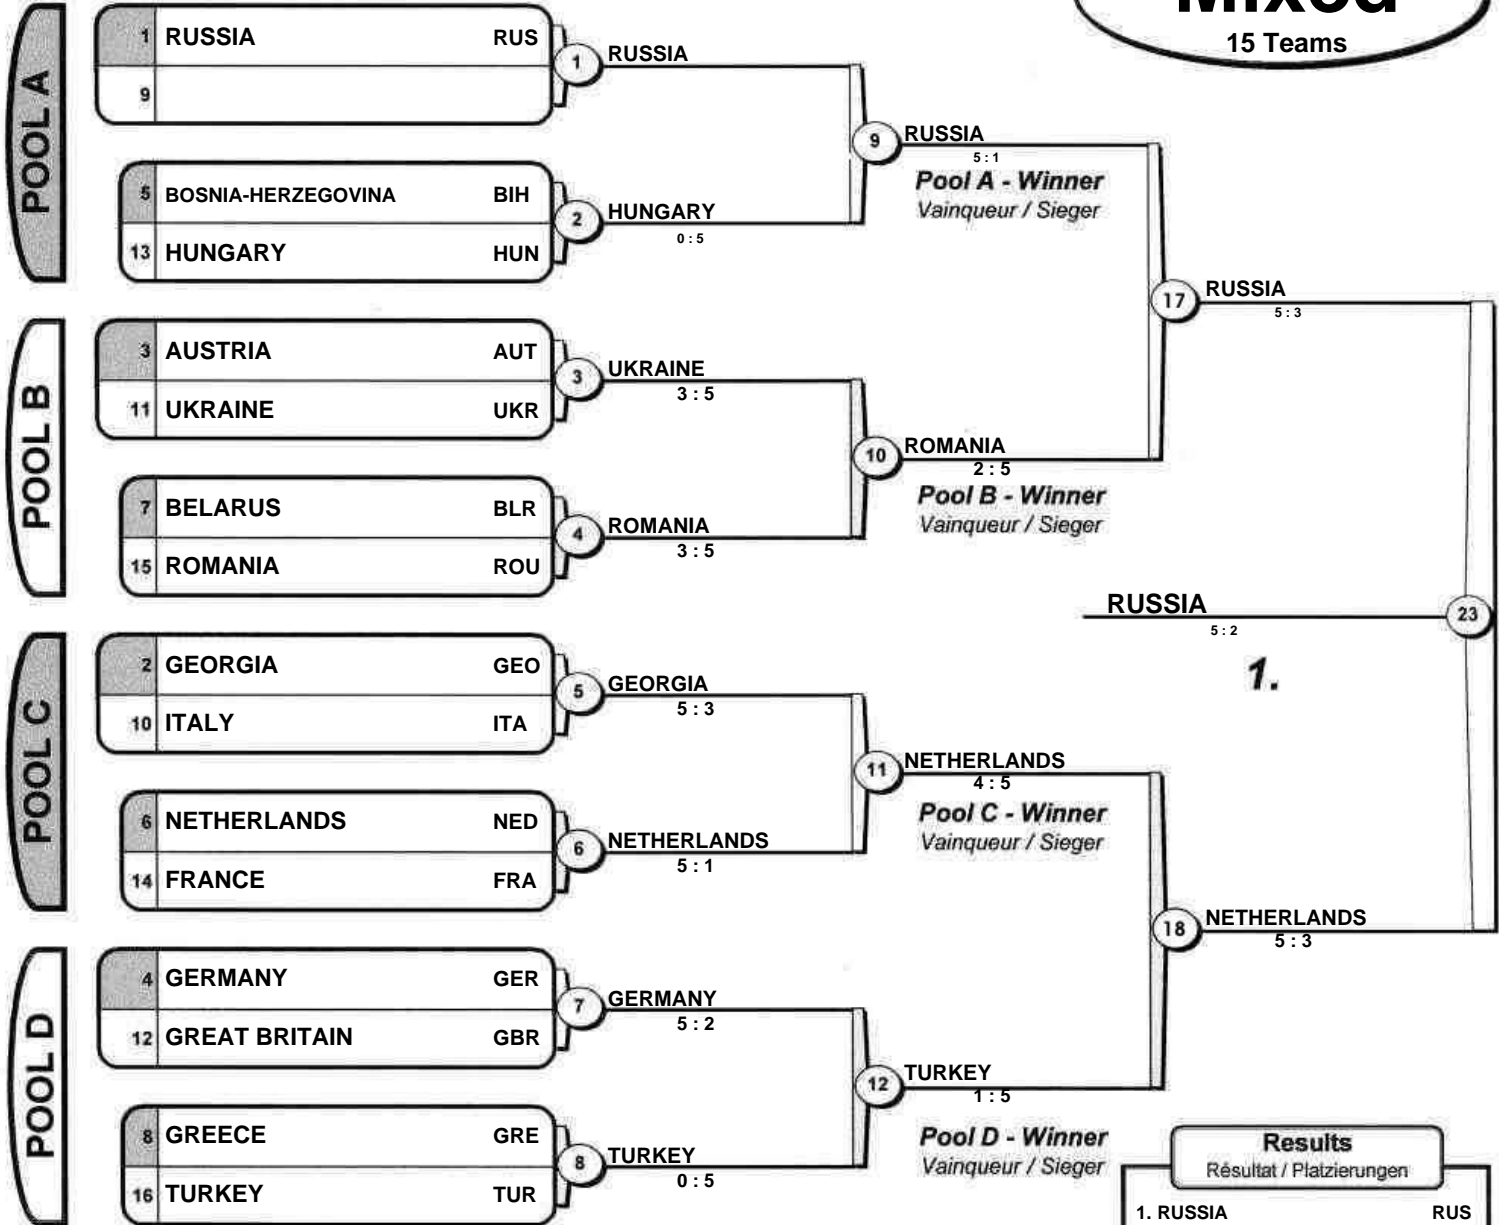 Mixed
15 Teams
POOL A
1 RUSSIA RUS
9
1 RUSSIA
5 BOSNIA-HERZEGOVINA BIH
13 HUNGARY HUN
2 HUNGARY
0 : 5
9 RUSSIA
5 : 1
Pool A - Winner
Vainqueur / Sieger
POOL B
3 AUSTRIA AUT
11 UKRAINE UKR
3 UKRAINE
3 : 5
7 BELARUS BLR
15 ROMANIA ROU
4 ROMANIA
3 : 5
10 ROMANIA
2 : 5
Pool B - Winner
Vainqueur / Sieger
17 RUSSIA
5 : 3
RUSSIA 23
5 : 2
1.
POOL C
2 GEORGIA GEO
10 ITALY ITA
5 GEORGIA
5 : 3
6 NETHERLANDS NED
14 FRANCE FRA
6 NETHERLANDS
5 : 1
11 NETHERLANDS
4 : 5
Pool C - Winner
Vainqueur / Sieger
18 NETHERLANDS
5 : 3
POOL D
4 GERMANY GER
12 GREAT BRITAIN GBR
7 GERMANY
5 : 2
8 GREECE GRE
16 TURKEY TUR
8 TURKEY
0 : 5
12 TURKEY
1 : 5
Pool D - Winner
Vainqueur / Sieger
Results
Résultat / Platzierungen
1. RUSSIA RUS